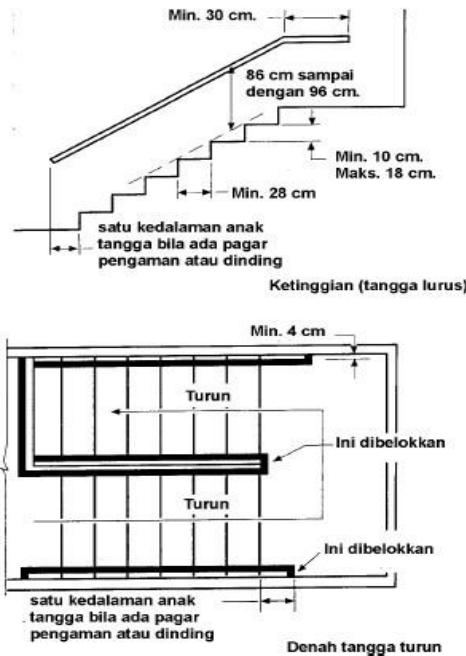 Min. 30 cm.
86 cm sampai
dengan 96 cm.
Min. 10 cm.
Maks. 18 cm.
Min. 28 cm
satu kedalaman anak
tangga bila ada pagar
pengaman atau dinding
Ketinggian (tangga lurus)
Min. 4 cm
Turun
Ini dibelokkan
Turun
Ini dibelokkan
satu kedalaman anak
tangga bila ada pagar
pengaman atau dinding
Denah tangga turun